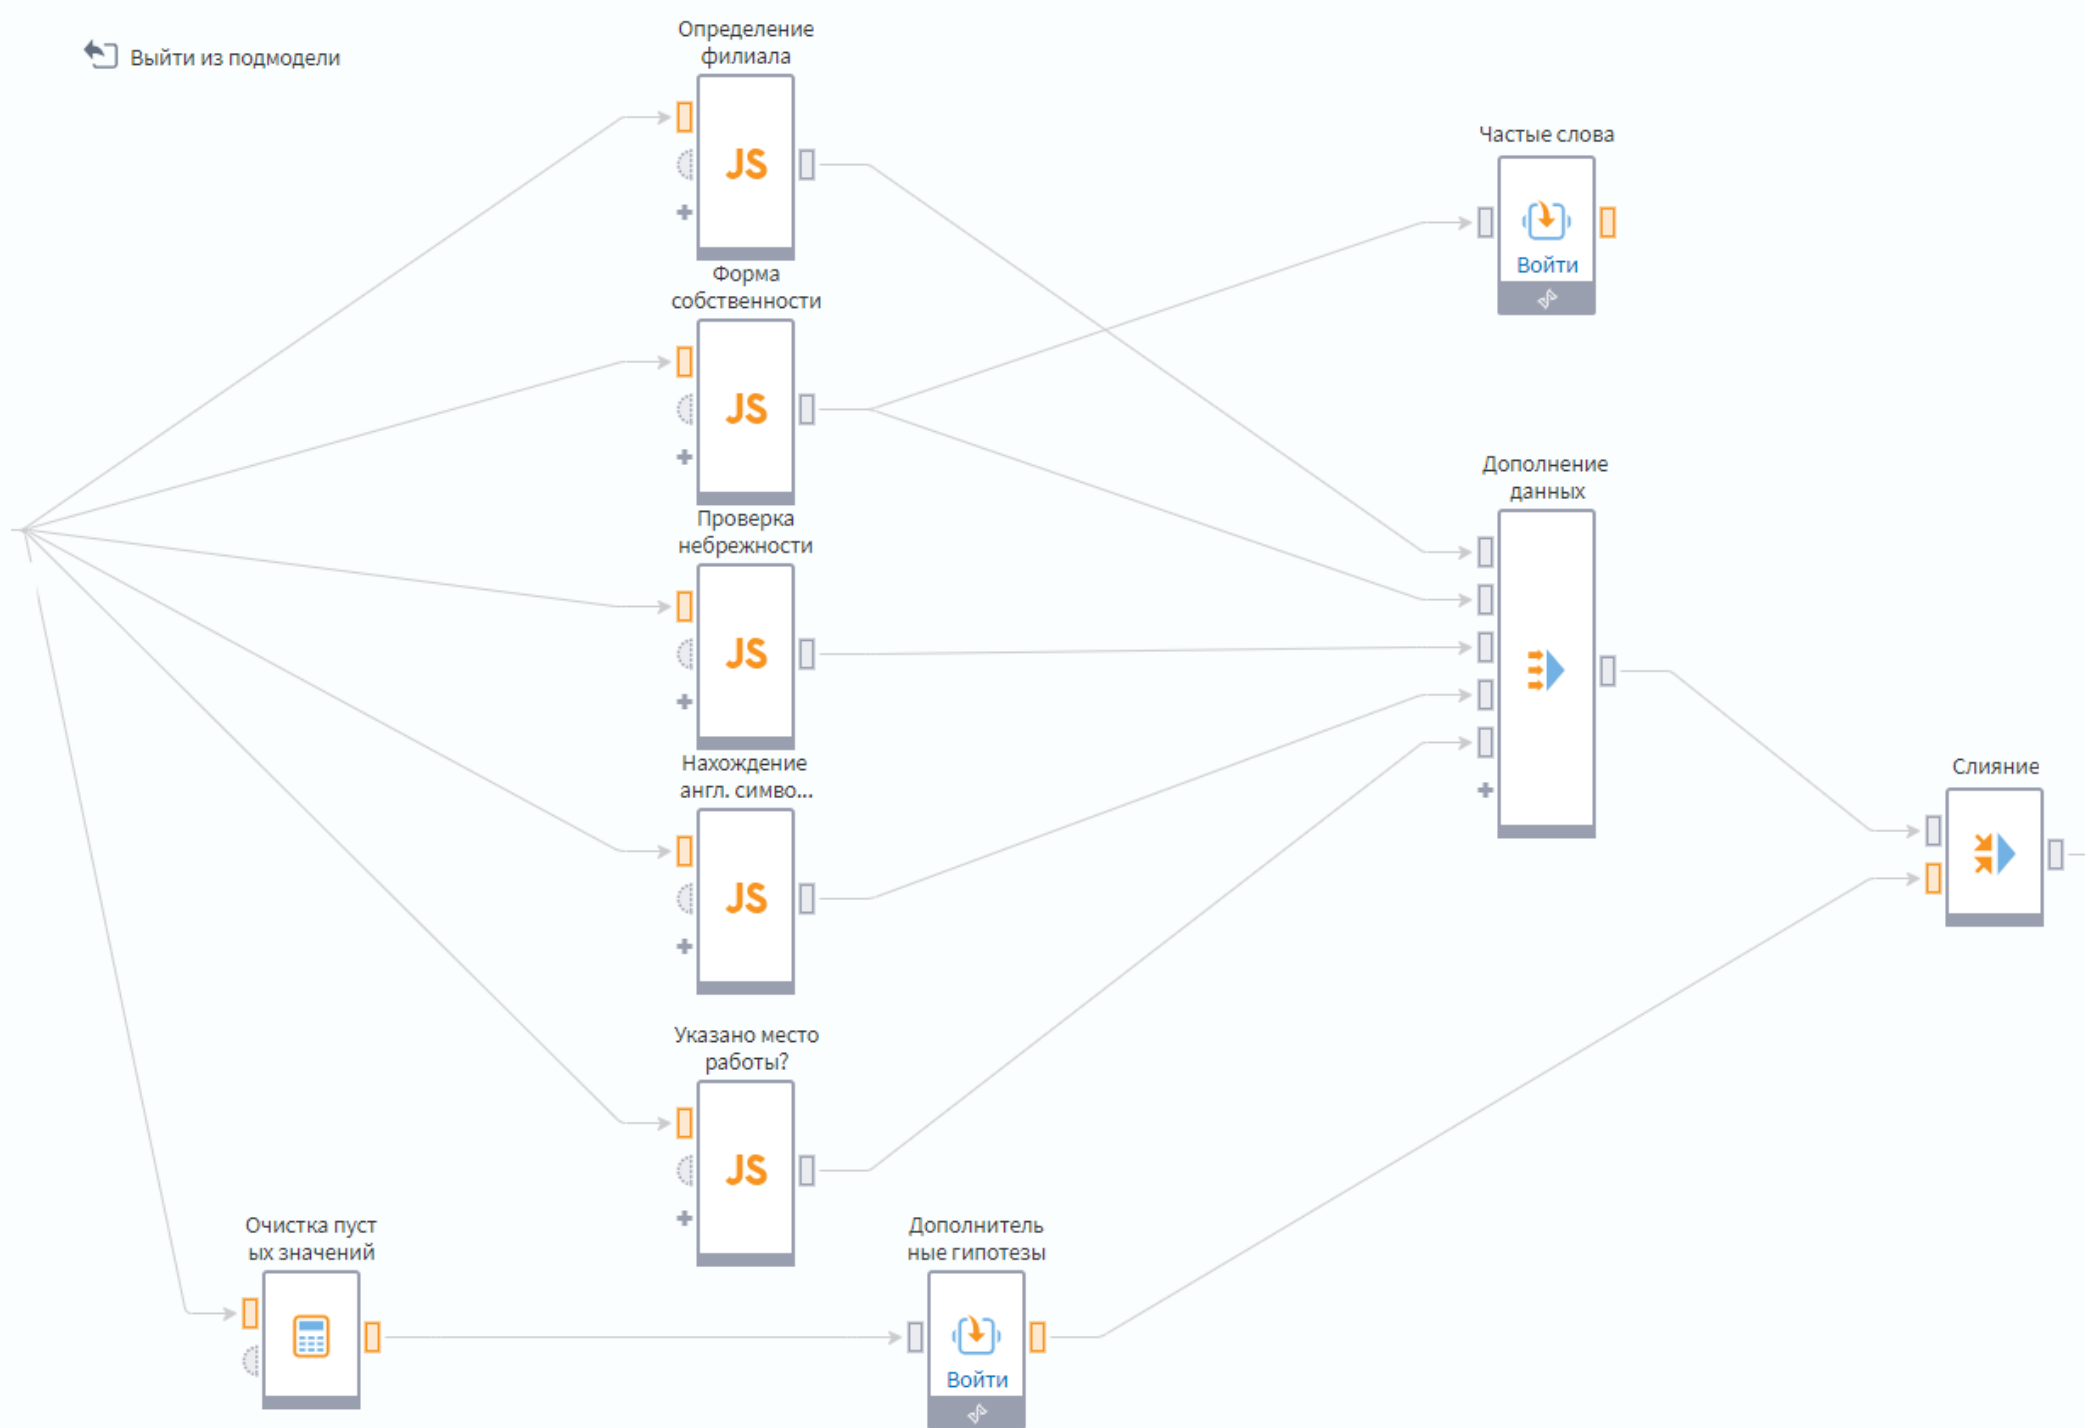 Выйти из подмодели
Определение
филиала
JS
Форма
собственности
JS
Проверка
небрежности
JS
Нахождение
англ. симво...
JS
Указано место
работы?
JS
Частые слова
Войти
Дополнение
данных
Слияние
Очистка пуст
ых значений
Дополнитель
ные гипотезы
Войти